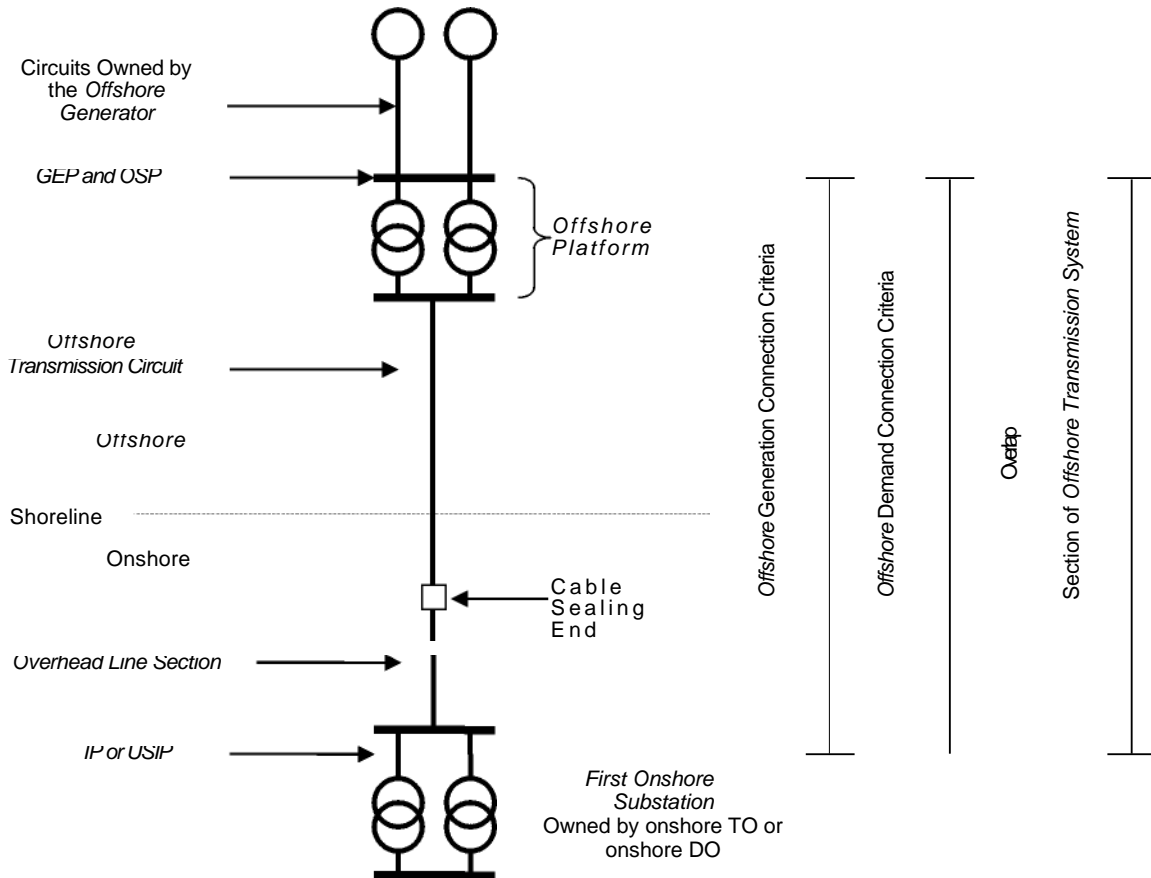 Circuits Owned by
the Offshore
Generator
GEP and OSP
Offshore
Platform
Offshore
Transmission Circuit
Offshore
Shoreline
Onshore
Cable
Sealing
End
Overhead Line Section
IP or USIP
First Onshore
Substation
Owned by onshore TO or
onshore DO
Offshore Generation Connection Criteria
Offshore Demand Connection Criteria
Overlap
Section of Offshore Transmission System